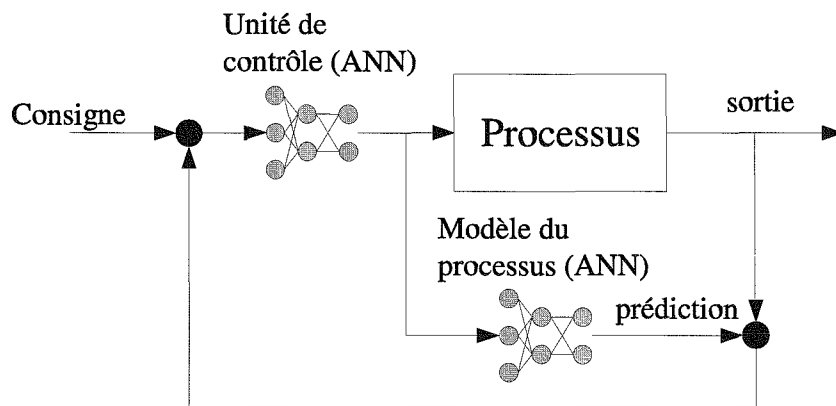 Unité de
contrôle (ANN)
Consigne
Processus
sortie
Modèle du
processus (ANN)
prédiction